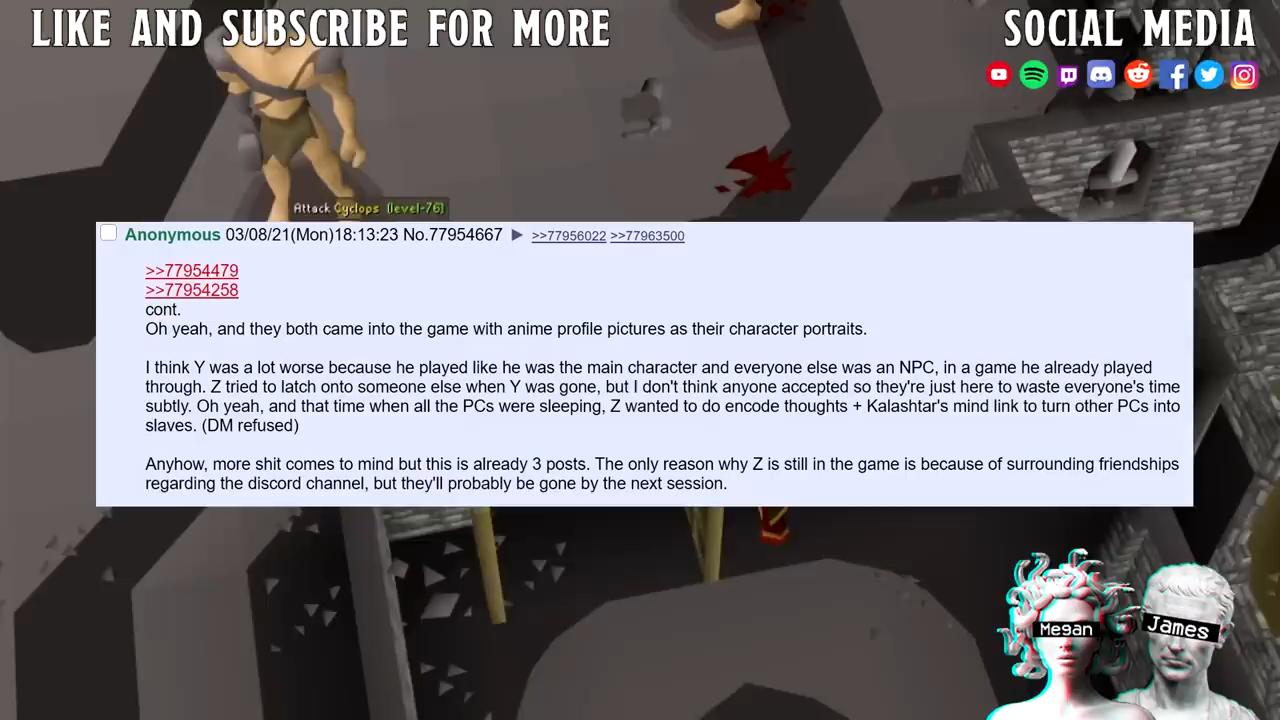 LIKE AND SUBSCRIBE FOR MORE
SOCIAL MEDIA
Attack Cyclops (level-76)
Anonymous 03/08/21(Mon)18:13:23 No.77954667 ▶ >>77956022 >>77963500
>>77954479
>>77954258
cont.
Oh yeah, and they both came into the game with anime profile pictures as their character portraits.
I think Y was a lot worse because he played like he was the main character and everyone else was an NPC, in a game he already played
through. Z tried to latch onto someone else when Y was gone, but I don't think anyone accepted so they're just here to waste everyone's time
subtly. Oh yeah, and that time when all the PCs were sleeping, Z wanted to do encode thoughts + Kalashtar's mind link to turn other PCs into
slaves. (DM refused)
Anyhow, more shit comes to mind but this is already 3 posts. The only reason why Z is still in the game is because of surrounding friendships
regarding the discord channel, but they'll probably be gone by the next session.
Megan
James